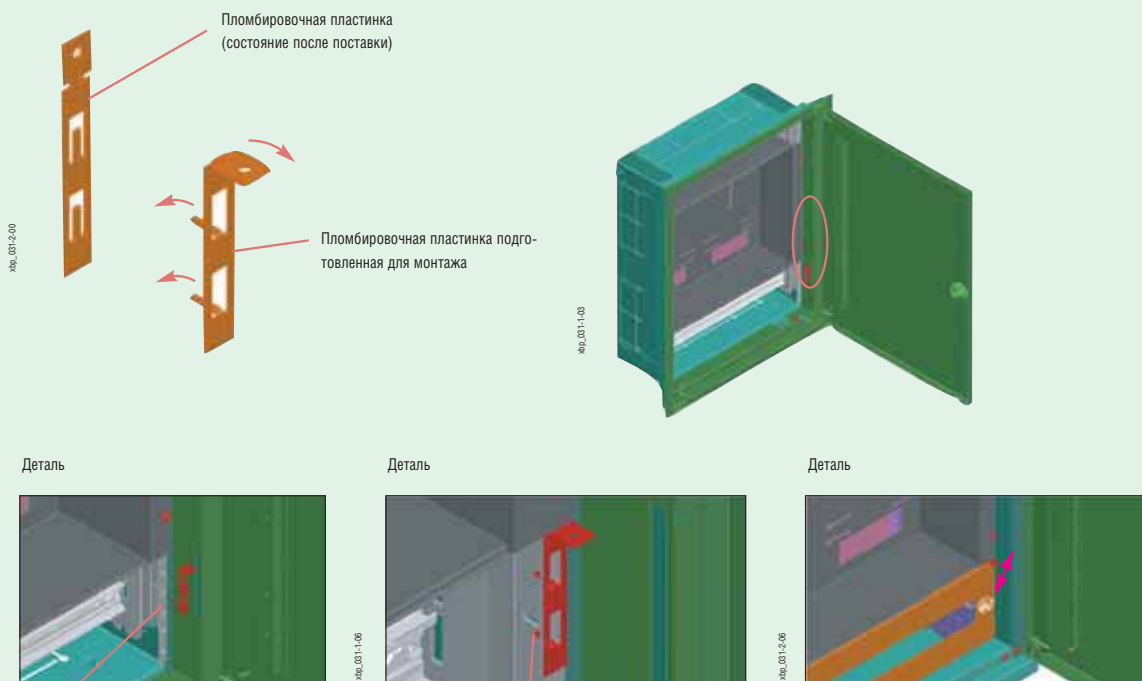 Пломбировочная пластинка
(состояние после поставки)
Пломбировочная пластинка подго-
товленная для монтажа
xbp_031-2-00
xbp_031-1-03
Деталь
Деталь
Деталь
xbp_031-1-06
xbp_031-2-06